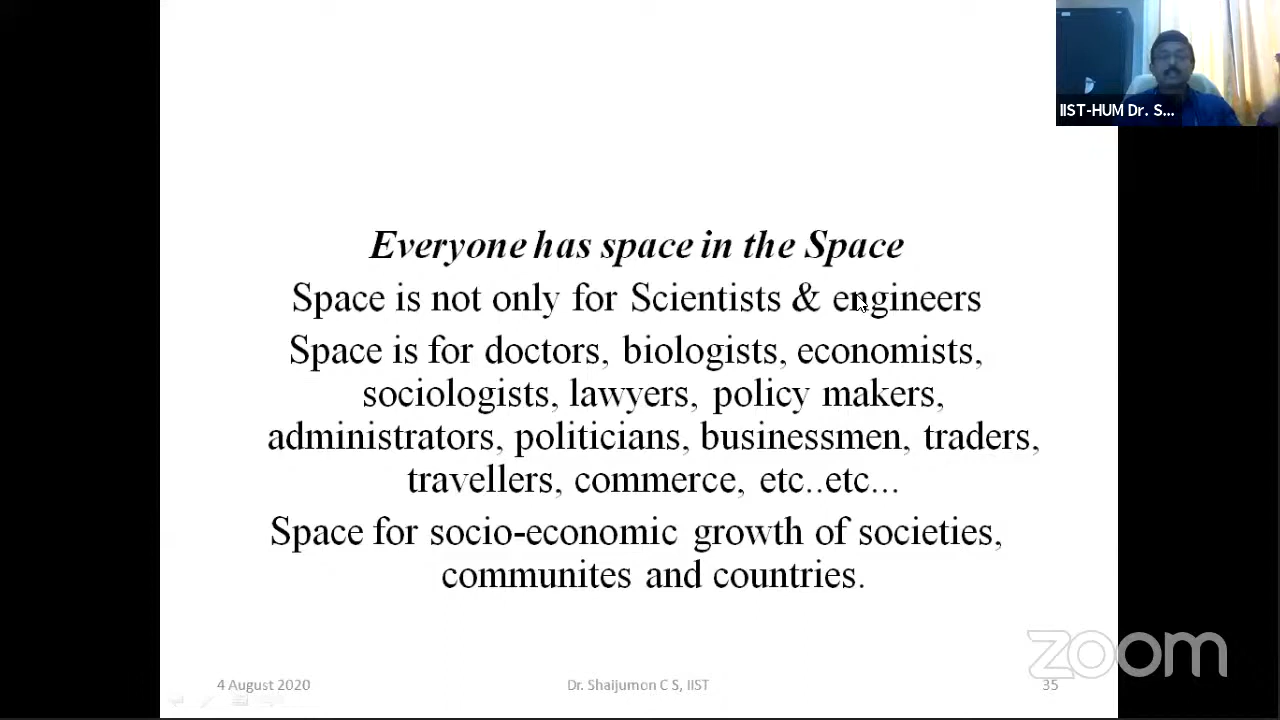 IIST-HUM Dr. S...
Everyone has space in the Space
Space is not only for Scientists & engineers
Space is for doctors, biologists, economists,
sociologists, lawyers, policy makers,
administrators, politicians, businessmen, traders,
travellers, commerce, etc..etc...
Space for socio-economic growth of societies,
communites and countries.
zoom
4 August 2020
Dr. Shaijumon C S, IIST
35